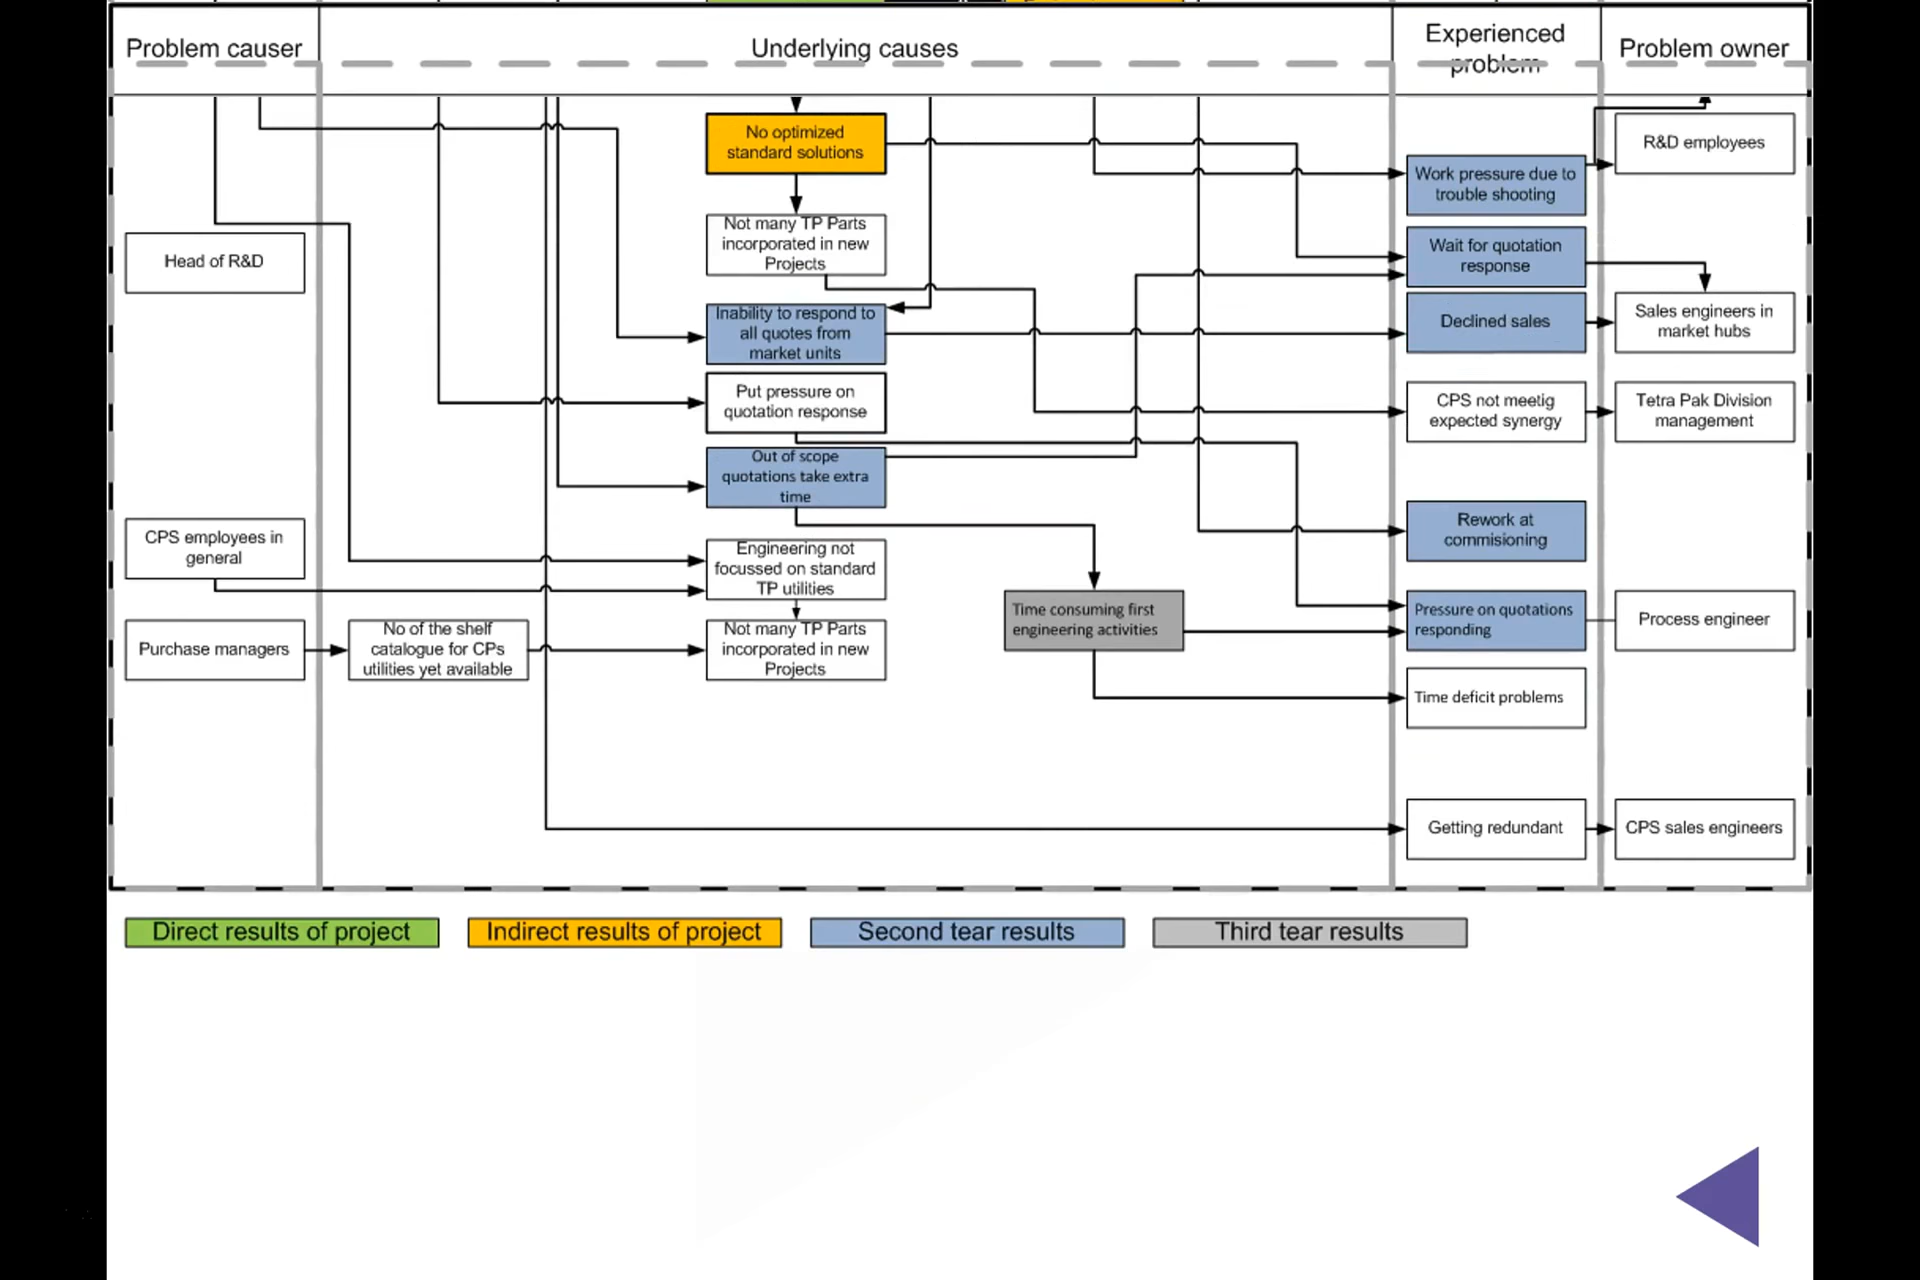 Problem causer
Underlying causes
Experienced
problem
Problem owner
No optimized
standard solutions
R&D employees
Work pressure due to
trouble shooting
Not many TP Parts
incorporated in new
Projects
Head of R&D
Wait for quotation
response
Inability to respond to
all quotes from
market units
Declined sales
Sales engineers in
market hubs
Put pressure on
quotation response
CPS not meetig
expected synergy
Tetra Pak Division
management
Out of scope
quotations take extra
time
Rework at
commisioning
CPS employees in
general
Engineering not
focussed on standard
TP utilities
Time consuming first
engineering activities
Pressure on quotations
responding
Process engineer
Purchase managers
No of the shelf
catalogue for CPs
utilities yet available
Not many TP Parts
incorporated in new
Projects
Time deficit problems
Getting redundant
CPS sales engineers
Direct results of project
Indirect results of project
Second tear results
Third tear results